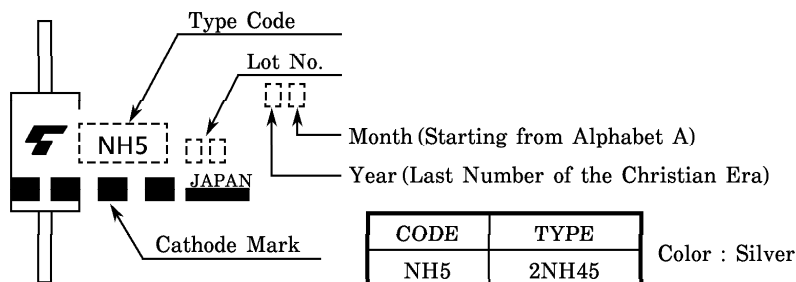 Type Code
Lot No.
NH5
Month (Starting from Alphabet A)
Year (Last Number of the Christian Era)
JAPAN
Cathode Mark
CODE TYPE
NH5 2NH45
Color : Silver